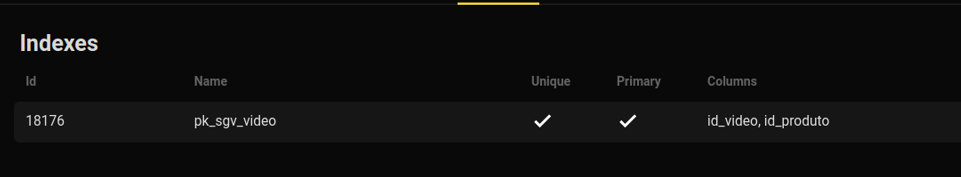 Indexes
Id Name Unique Primary Columns
18176 pk_sgv_video id_video, id_produto